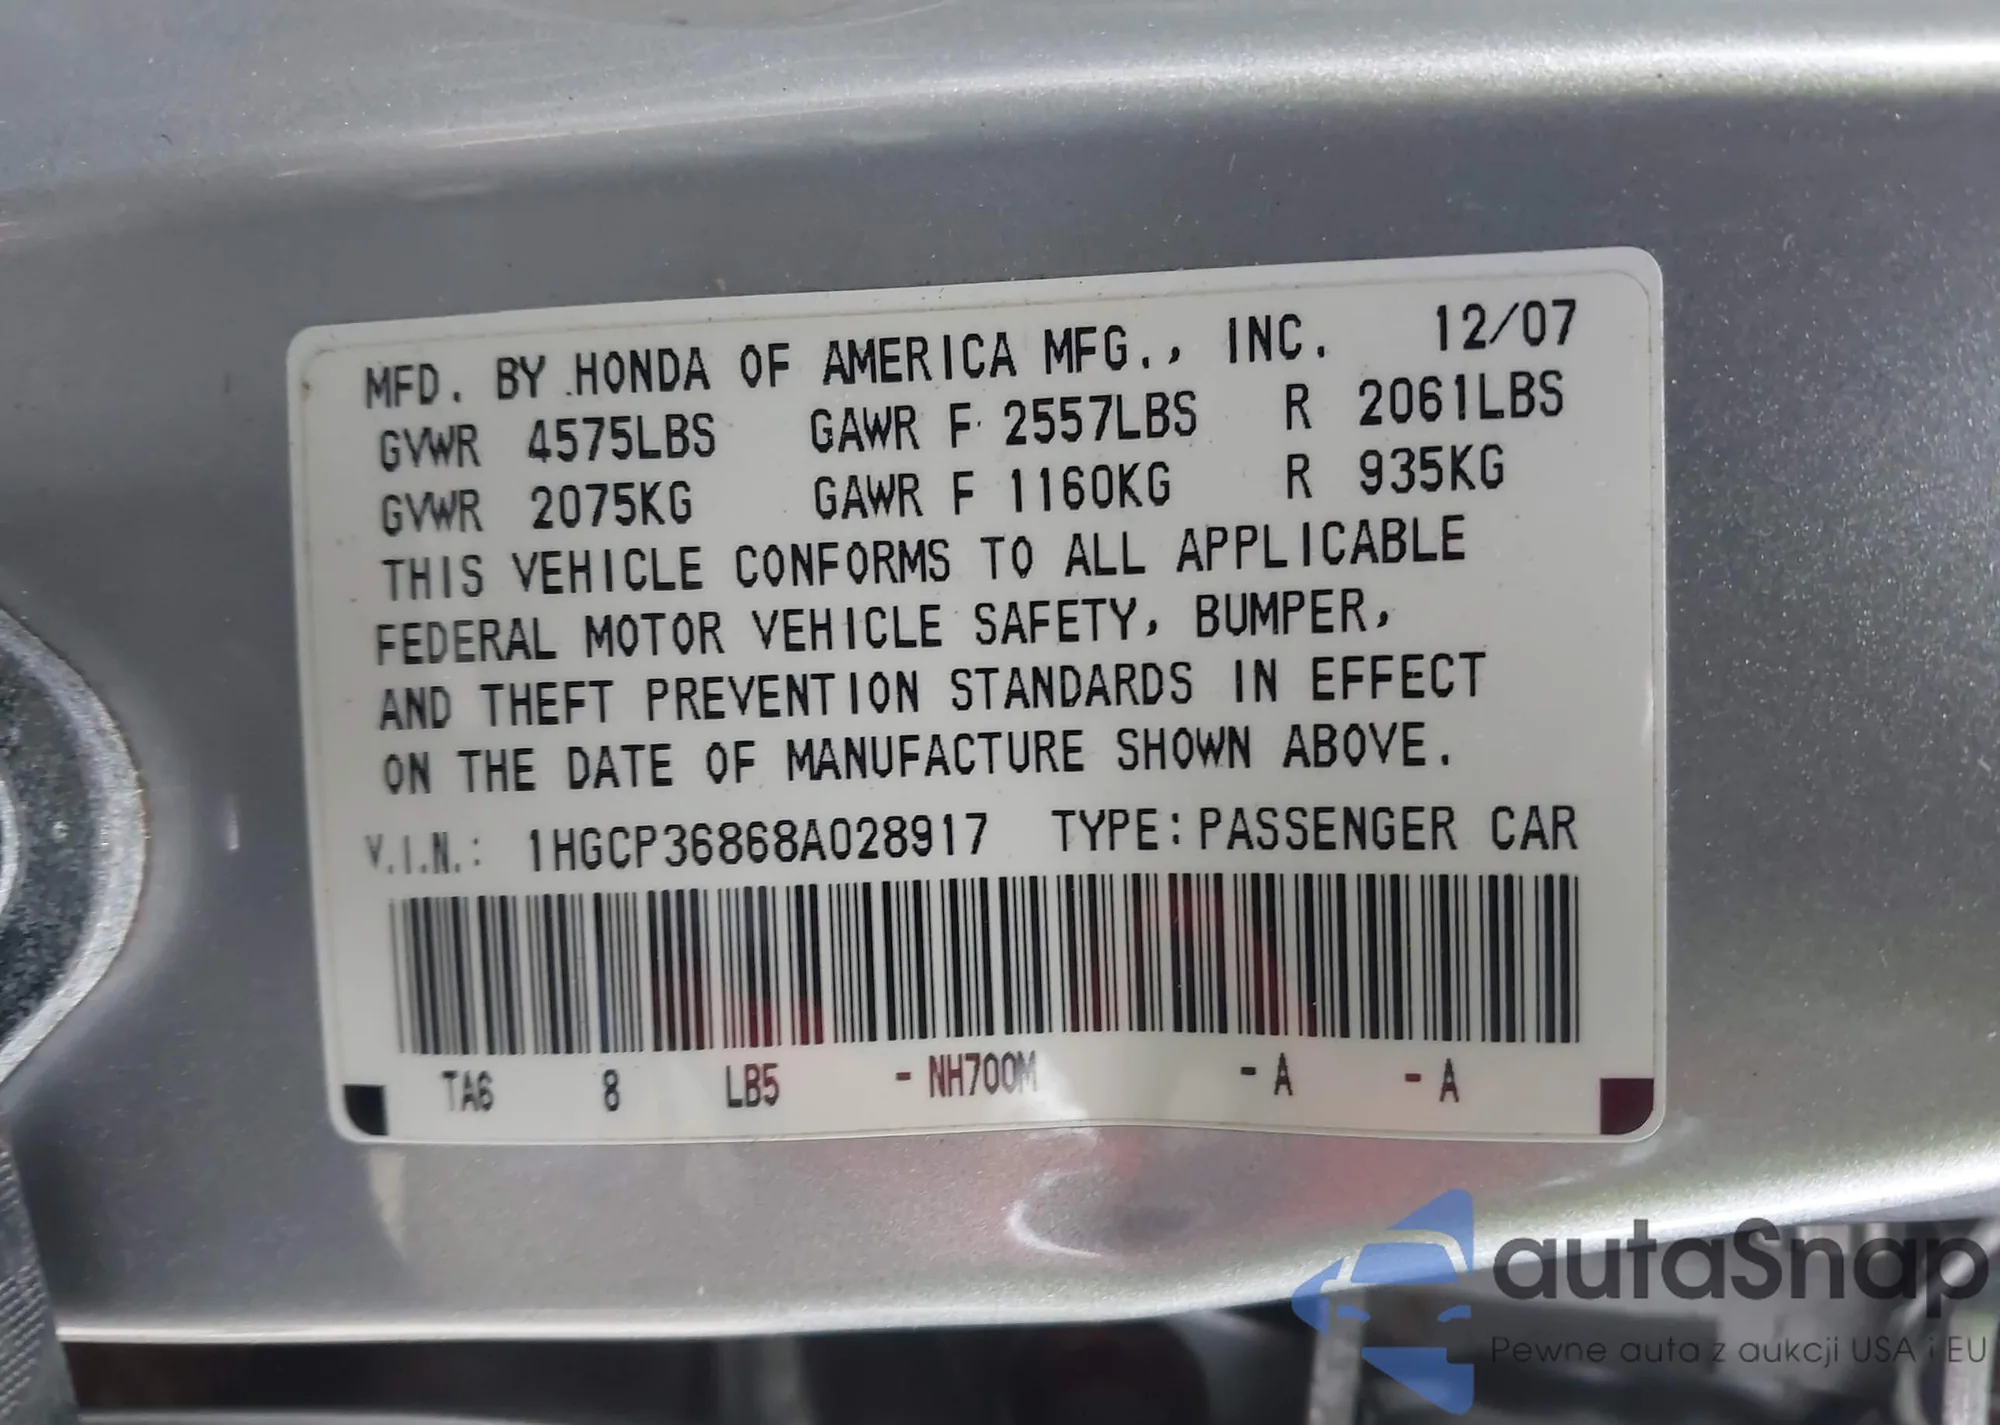 MFD. BY HONDA OF AMERICA MFG., INC. 12/07
GVWR 4575LBS GAWR F 2557LBS R 2061LBS
GVWR 2075KG GAWR F 1160KG R 935KG
THIS VEHICLE CONFORMS TO ALL APPLICABLE
FEDERAL MOTOR VEHICLE SAFETY, BUMPER,
AND THEFT PREVENTION STANDARDS IN EFFECT
ON THE DATE OF MANUFACTURE SHOWN ABOVE.
V.I.N.: 1HGCP36868A028917 TYPE:PASSENGER CAR
TA6 8 LB5 -NH700M -A -A
autaSnap
Pewne auta z aukcji USA i EU